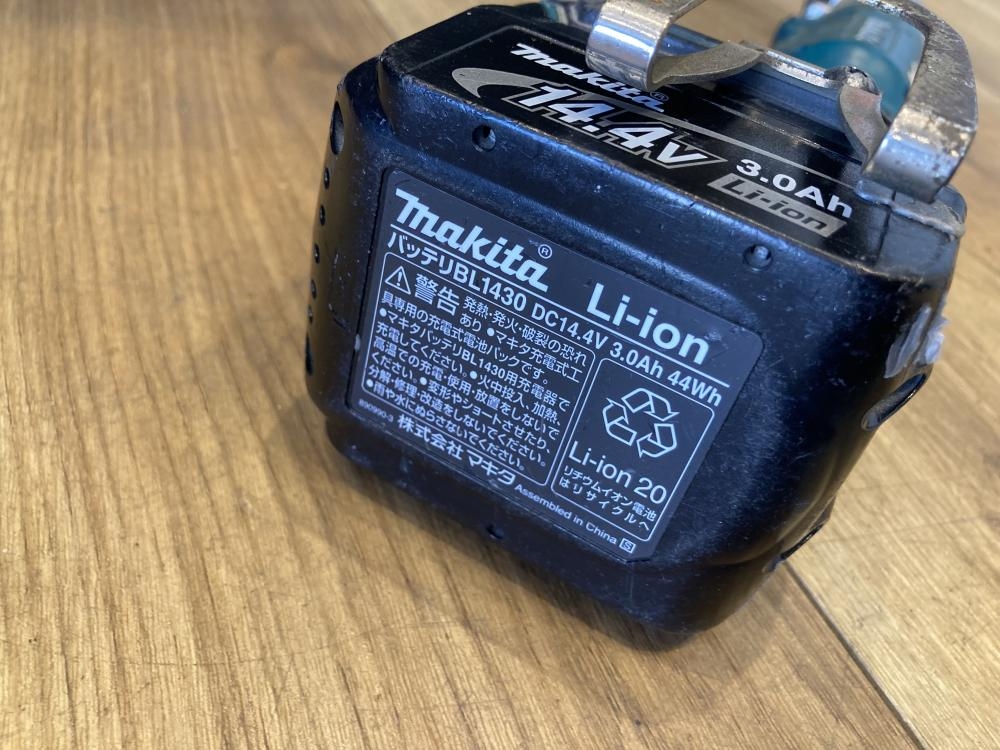 makita®
14.4V
3.0Ah
Li-ion
makita®
Li-ion
バッテリBL1430 DC14.4V 3.0Ah 44Wh
警告 発熱・発火・破裂の恐れ
あり ●マキタ充電式工
具専用の充電式電池パックです。
●マキタバッテリBL1430用充電器で
充電してください。●火中投入、加熱、
高温での充電・使用・放置をしないで
ください。●変形やショートさせたり、
分解・修理・改造をしないでください。
●雨や水にぬらさないでください。
Li-ion 20
リチウムイオン電池
はリサイクルへ
890990-3 株式会社 マキタ Assembled in China S